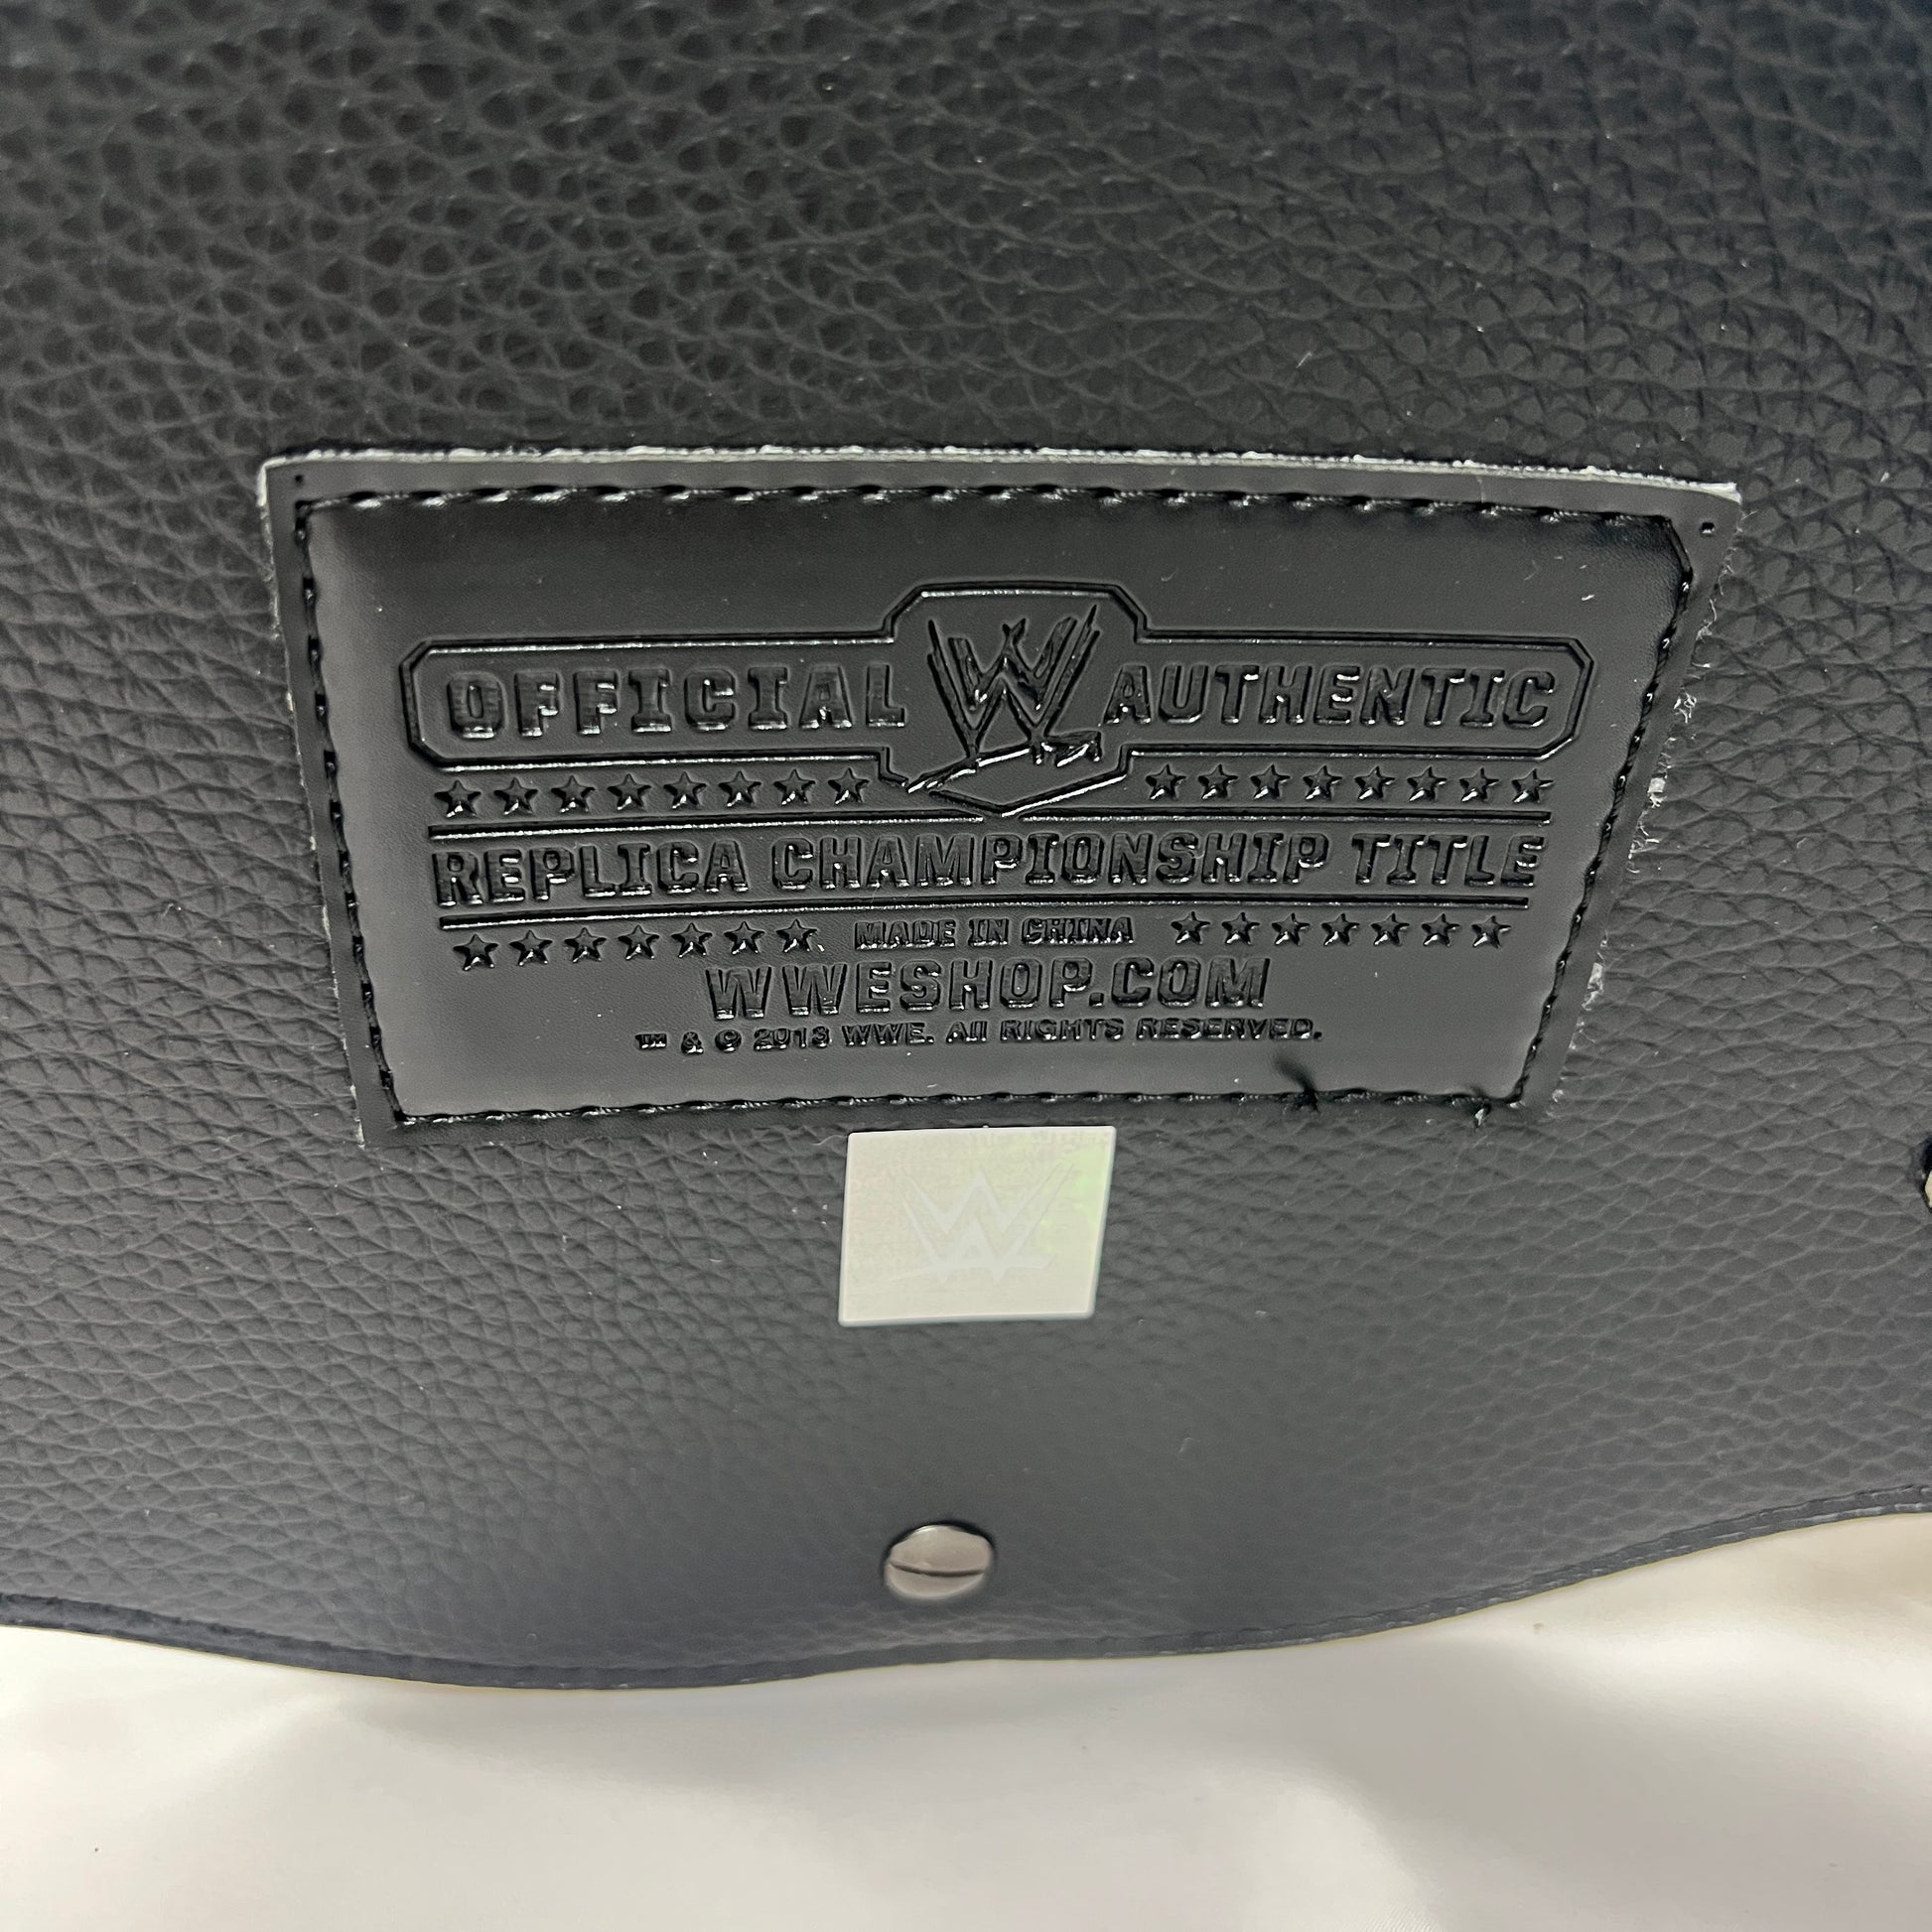 OFFICIAL W AUTHENTIC
REPLICA CHAMPIONSHIP TITLE
MADE IN CHINA
WWESHOP.COM
™ & © 2013 WWE. All RIGHTS RESERVED.
W